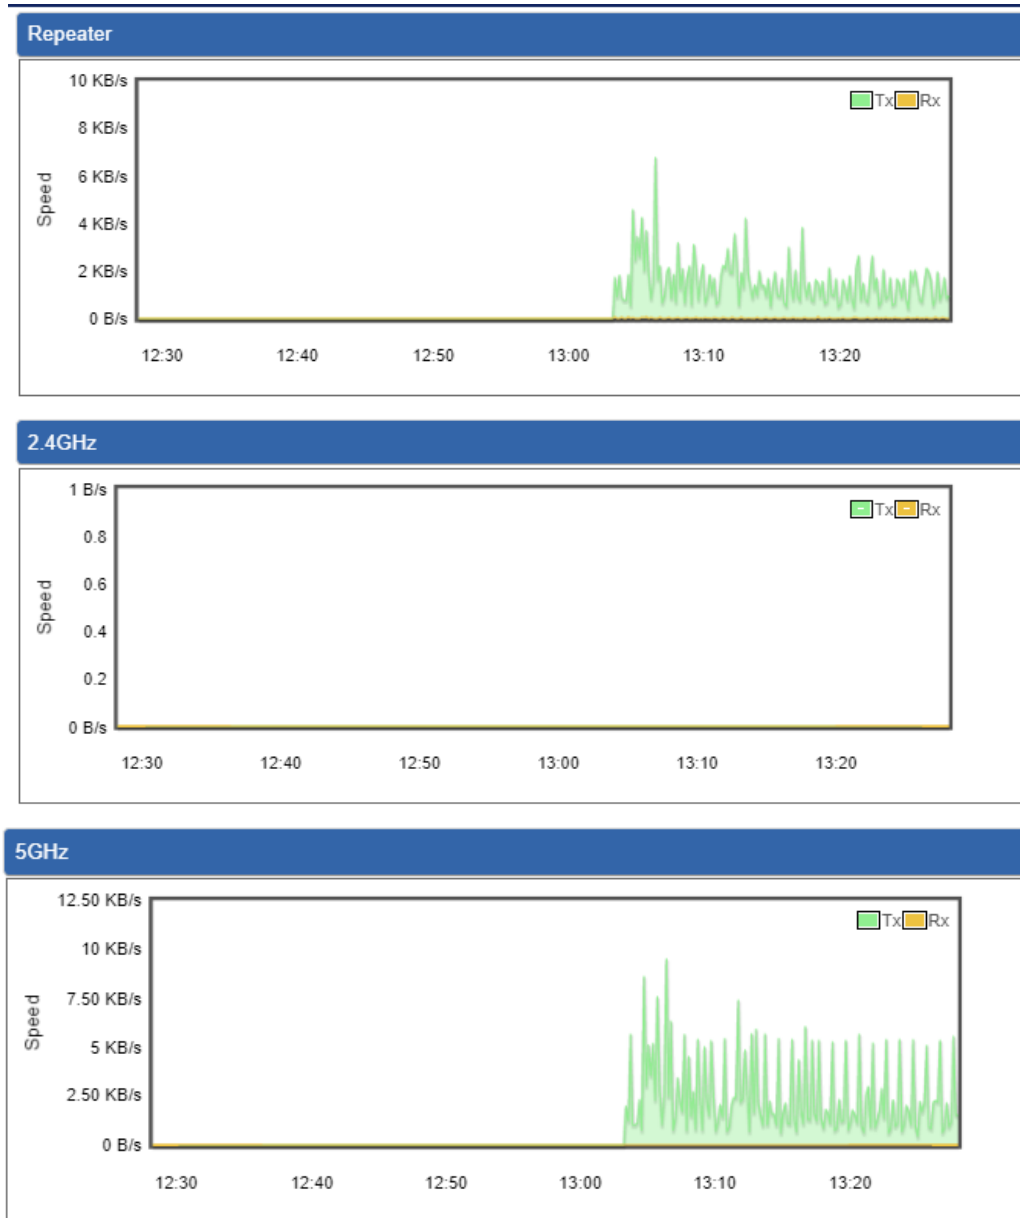 Repeater
10 KB/s
Tx Rx
8 KB/s
6 KB/s
Speed
4 KB/s
2 KB/s
0 B/s
12:30 12:40 12:50 13:00 13:10 13:20
2.4GHz
1 B/s
Tx Rx
0.8
0.6
Speed
0.4
0.2
0 B/s
12:30 12:40 12:50 13:00 13:10 13:20
5GHz
12.50 KB/s
Tx Rx
10 KB/s
7.50 KB/s
Speed
5 KB/s
2.50 KB/s
0 B/s
12:30 12:40 12:50 13:00 13:10 13:20